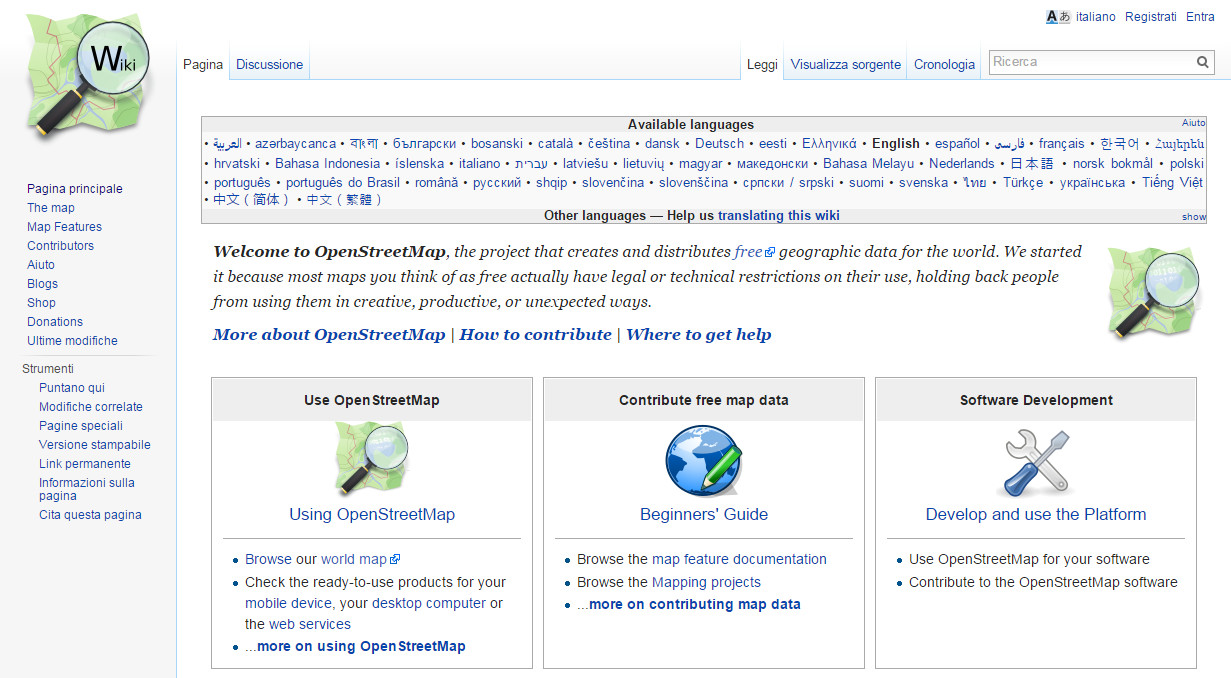 Wiki
italiano Registrati Entra
Pagina Discussione
Leggi Visualizza sorgente Cronologia Ricerca
Pagina principale
The map
Map Features
Contributors
Aiuto
Blogs
Shop
Donations
Ultime modifiche
Strumenti
Puntano qui
Modifiche correlate
Pagine speciali
Versione stampabile
Link permanente
Informazioni sulla
pagina
Cita questa pagina
Available languages Aiuto
• العربية • azərbaycanca • বাংলা • български • bosanski • català • čeština • dansk • Deutsch • eesti • Ελληνικά • English • español • فارسی • français • 한국어 • Հայերեն
• hrvatski • Bahasa Indonesia • íslenska • italiano • עברית • latviešu • lietuvių • magyar • македонски • Bahasa Melayu • Nederlands • 日本語 • norsk bokmål • polski
• português • português do Brasil • română • русский • shqip • slovenčina • slovenščina • српски / srpski • suomi • svenska • ไทย • Türkçe • українська • Tiếng Việt
• 中文（简体） • 中文（繁體）
Other languages — Help us translating this wiki show
Welcome to OpenStreetMap, the project that creates and distributes free geographic data for the world. We started
it because most maps you think of as free actually have legal or technical restrictions on their use, holding back people
from using them in creative, productive, or unexpected ways.
More about OpenStreetMap | How to contribute | Where to get help
Use OpenStreetMap
Using OpenStreetMap
• Browse our world map
• Check the ready-to-use products for your
mobile device, your desktop computer or
the web services
• ...more on using OpenStreetMap
Contribute free map data
Beginners' Guide
• Browse the map feature documentation
• Browse the Mapping projects
• ...more on contributing map data
Software Development
Develop and use the Platform
• Use OpenStreetMap for your software
• Contribute to the OpenStreetMap software